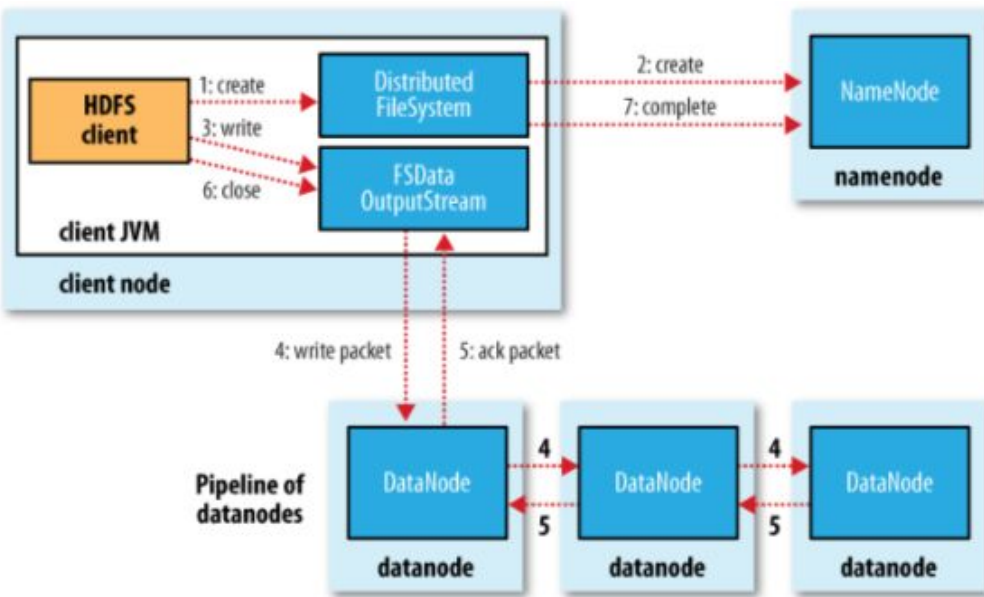 HDFS
client
1: create
3: write
6: close
Distributed
FileSystem
FSData
OutputStream
client JVM
client node
2: create
7: complete
NameNode
namenode
4: write packet
5: ack packet
Pipeline of
datanodes
DataNode
datanode
4
5
DataNode
datanode
4
5
DataNode
datanode